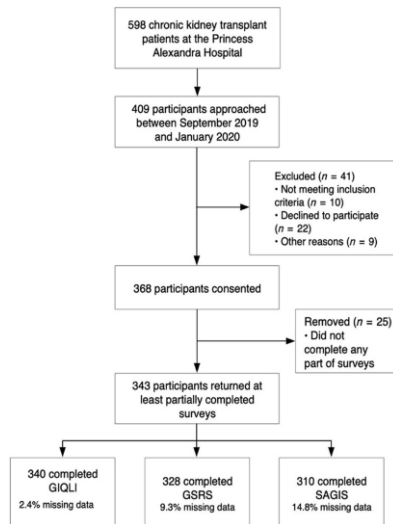 598 chronic kidney transplant
patients at the Princess
Alexandra Hospital
409 participants approached
between September 2019
and January 2020
Excluded (n = 41)
• Not meeting inclusion
criteria (n = 10)
• Declined to participate
(n = 22)
• Other reasons (n = 9)
368 participants consented
Removed (n = 25)
• Did not
complete any
part of surveys
343 participants returned at
least partially completed
surveys
340 completed
GIQLI
2.4% missing data
328 completed
GSRS
9.3% missing data
310 completed
SAGIS
14.8% missing data